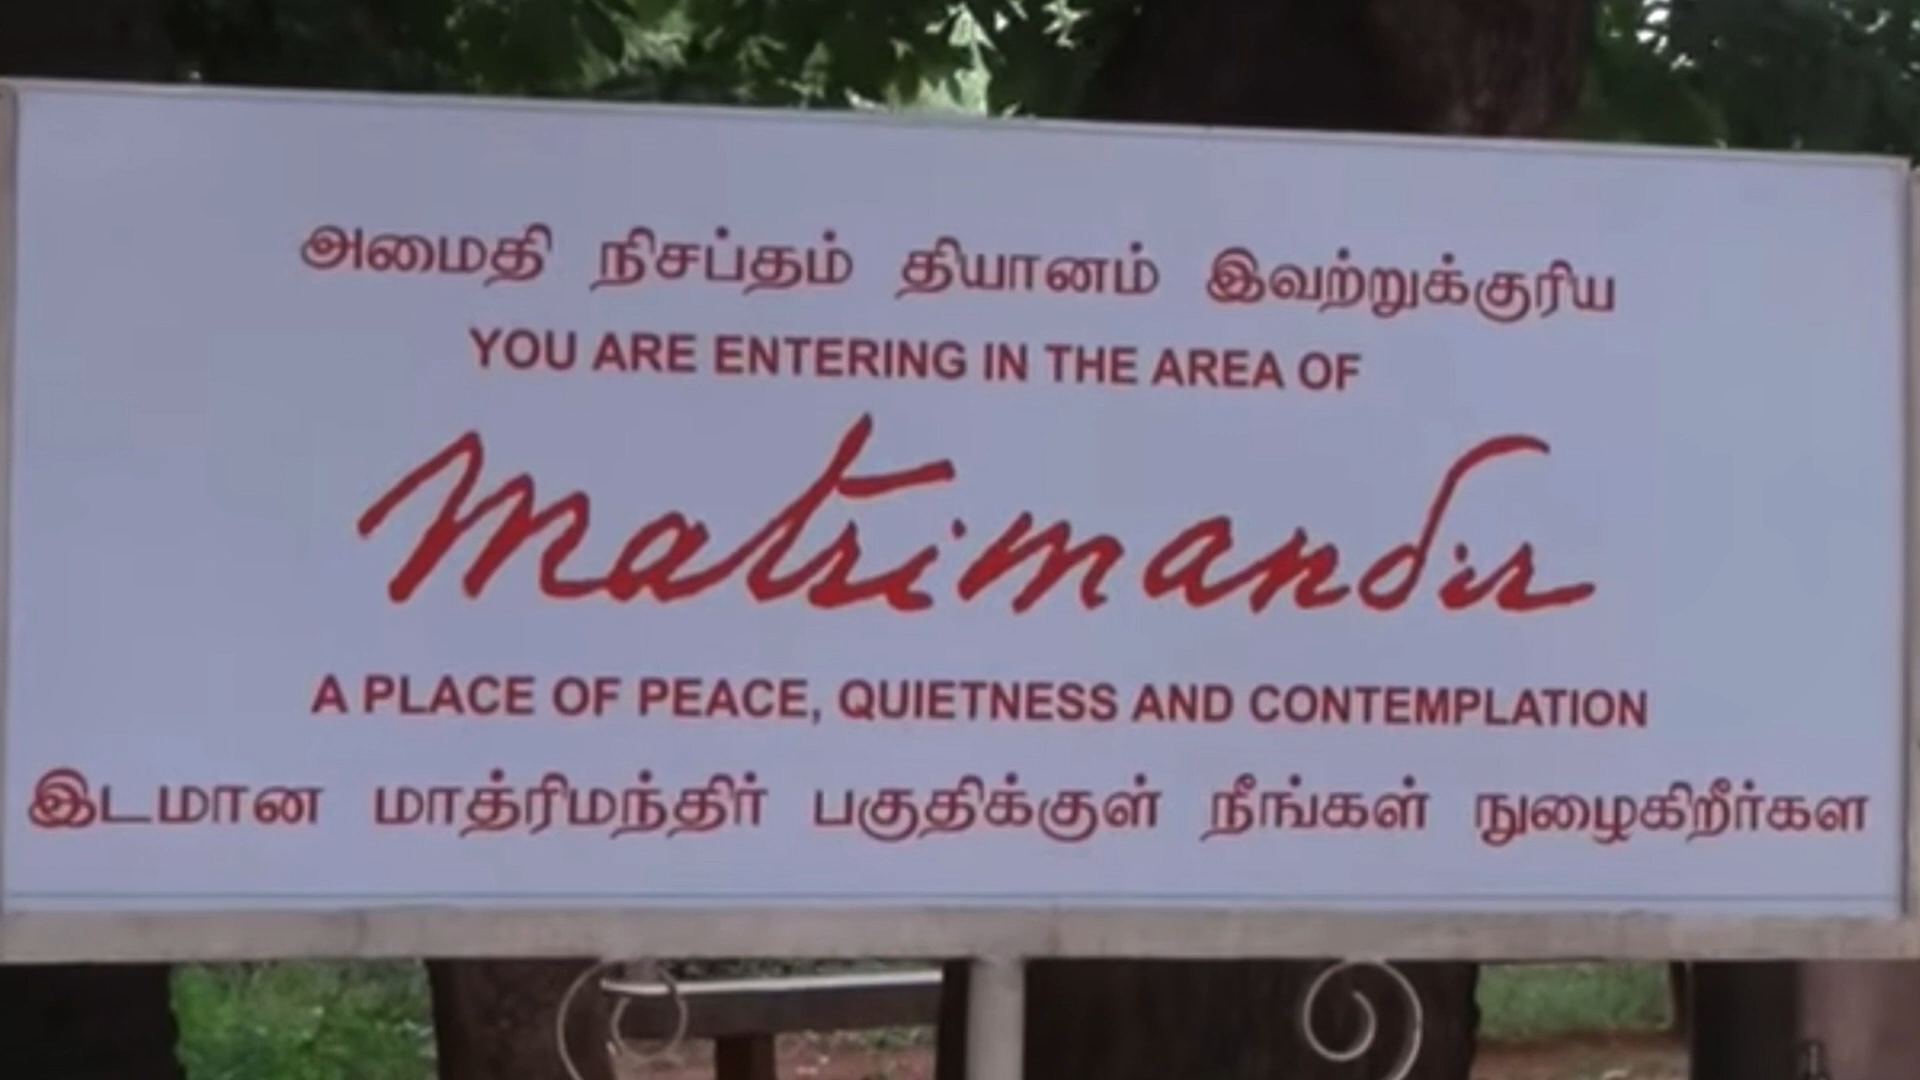 அமைதி நிசப்தம் தியானம் இவற்றுக்குரிய
YOU ARE ENTERING IN THE AREA OF
Matrimandir
A PLACE OF PEACE, QUIETNESS AND CONTEMPLATION
இடமான மாத்ரிமந்திர் பகுதிக்குள் நீங்கள் நுழைகிறீர்கள